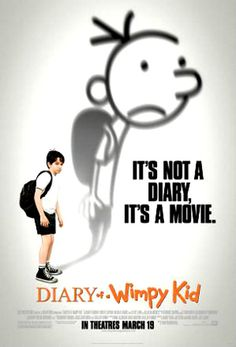 IT'S NOT A
DIARY,
IT'S A MOVIE.
DIARY of a Wimpy Kid
IN THEATRES MARCH 19